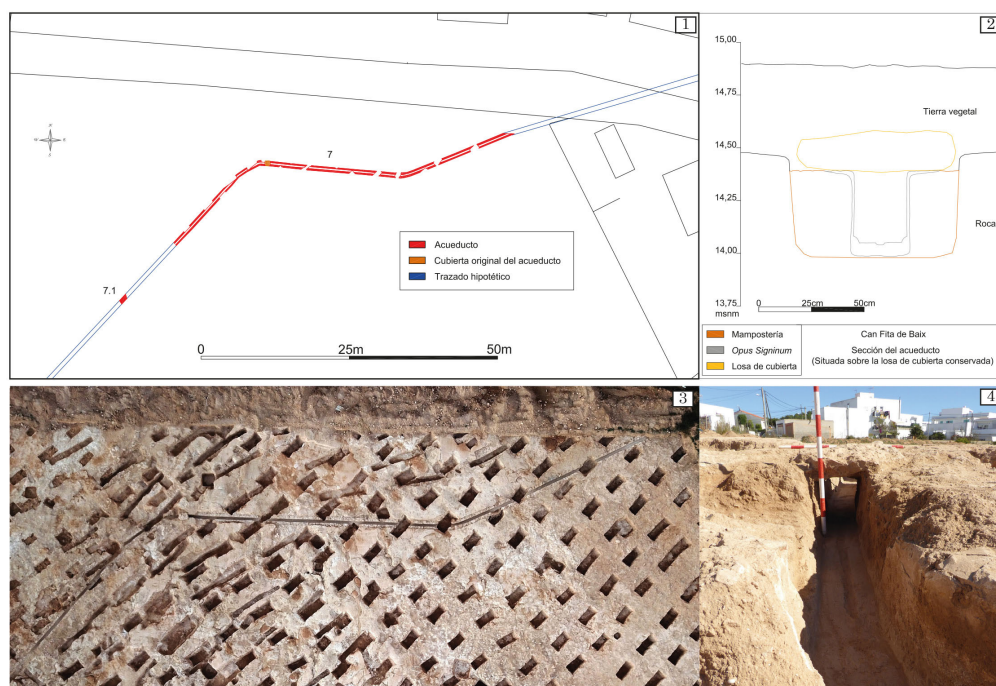 1
N
W E
S
7
7.1
Acueducto
Cubierta original del acueducto
Trazado hipotético
0 25m 50m
2
15,00
14,75
14,50
14,25
14,00
13,75
msnm
Tierra vegetal
Roca
0 25cm 50cm
Mampostería
Opus Signinum
Losa de cubierta
Can Fita de Baix
Sección del acueducto
(Situada sobre la losa de cubierta conservada)
3
4